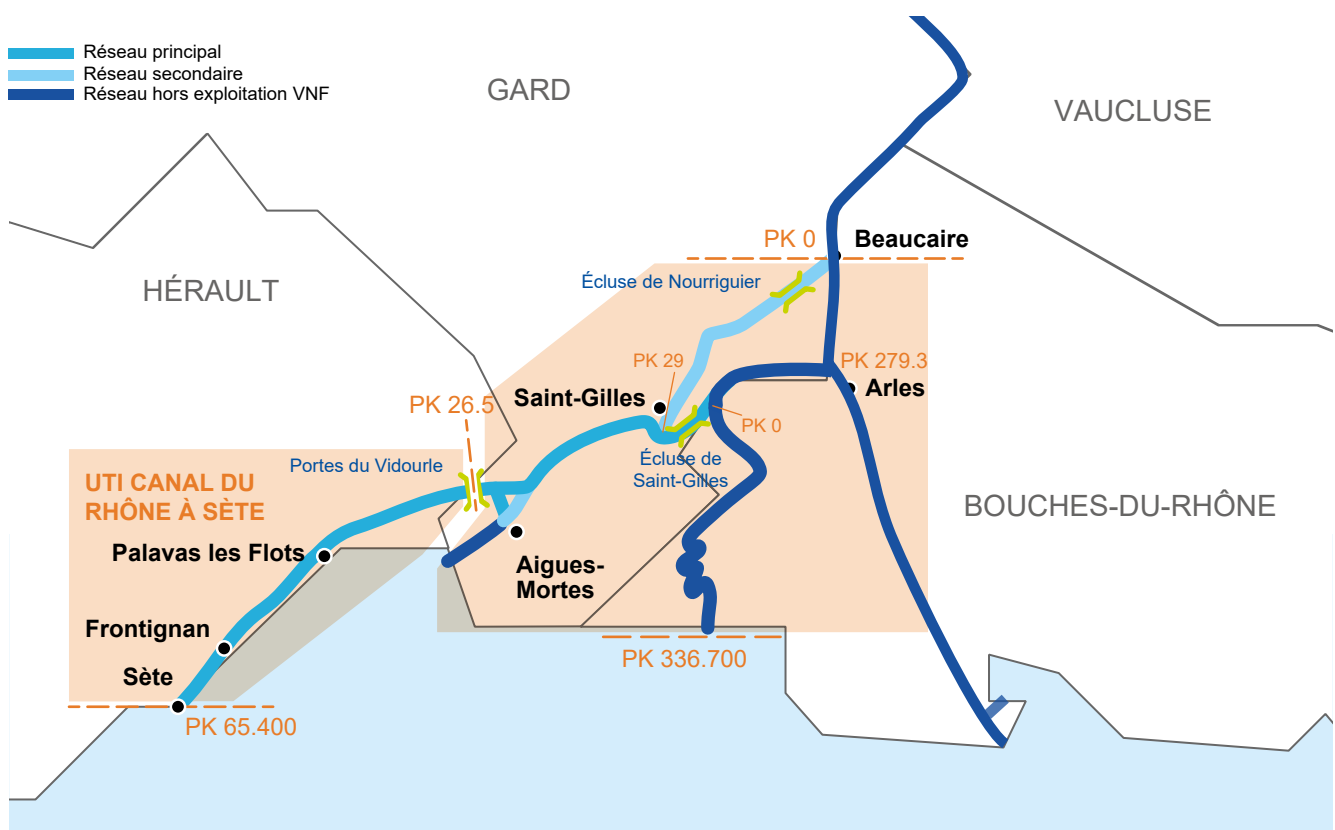 Réseau principal
Réseau secondaire
Réseau hors exploitation VNF
GARD
VAUCLUSE
PK 0
Beaucaire
HÉRAULT
Écluse de Nourriguier
PK 29
PK 279.3
Saint-Gilles
Arles
PK 26.5
PK 0
Portes du Vidourle
Écluse de
Saint-Gilles
UTI CANAL DU
RHÔNE À SÈTE
BOUCHES-DU-RHÔNE
Palavas les Flots
Aigues-
Mortes
Frontignan
PK 336.700
Sète
PK 65.400